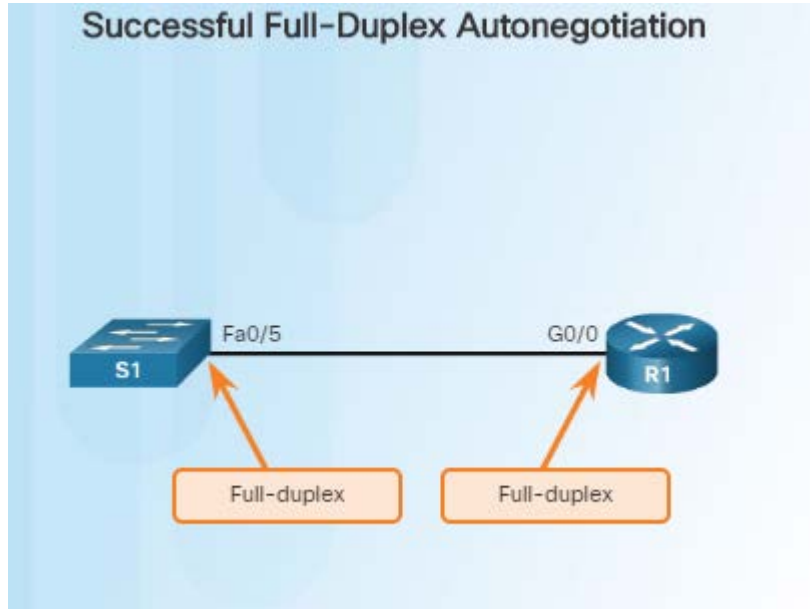 Successful Full-Duplex Autonegotiation
Fa0/5
G0/0
S1
R1
Full-duplex
Full-duplex